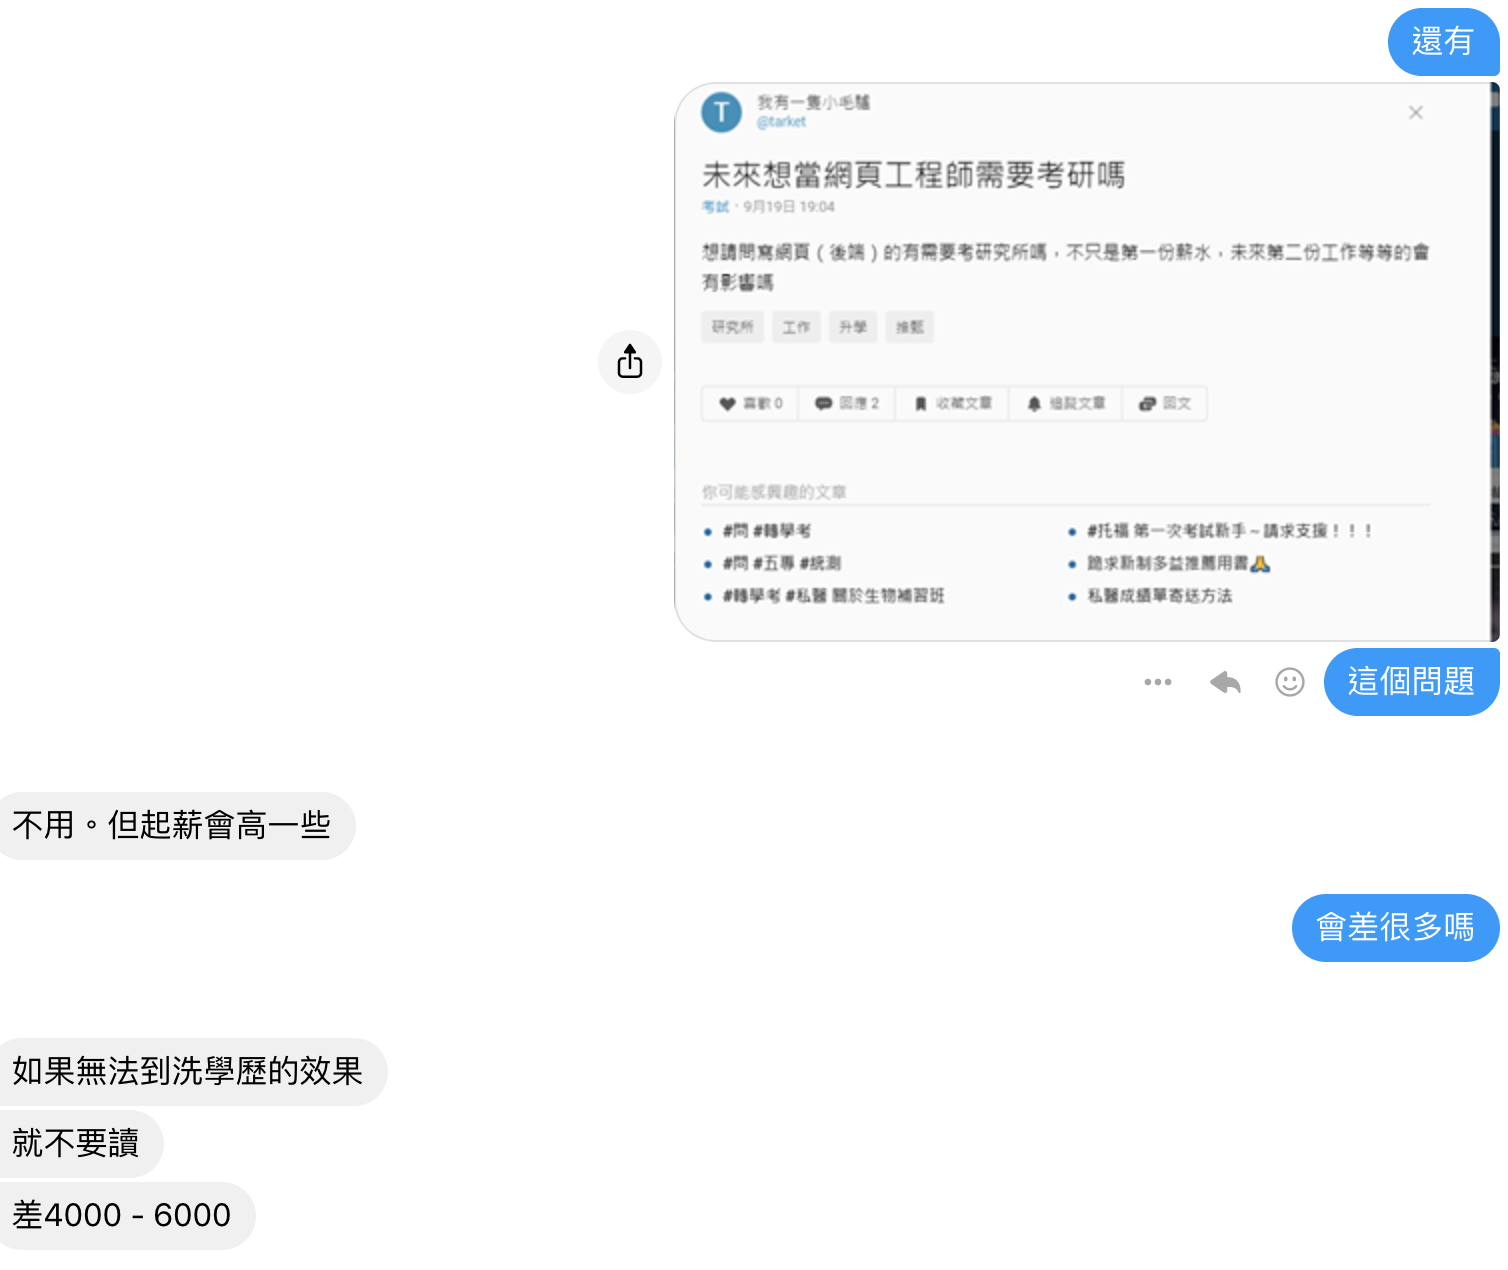 還有
T
我有一隻小毛驢
@tarket
未來想當網頁工程師需要考研嗎
考試 · 9月19日 19:04
想請問寫網頁（後端）的有需要考研究所嗎，不只是第一份薪水，未來第二份工作等等的會
有影響嗎
研究所 工作 升學 推甄
喜歡 0 回應 2 收藏文章 追蹤文章 回文
你可能感興趣的文章
#問 #轉學考
#托福 第一次考試新手～請求支援！！！
#問 #五專 #統測
跪求新制多益推薦用書🙏
#轉學考 #私醫 關於生物補習班
私醫成績單寄送方法
這個問題
不用。但起薪會高一些
會差很多嗎
如果無法到洗學歷的效果
就不要讀
差4000 - 6000